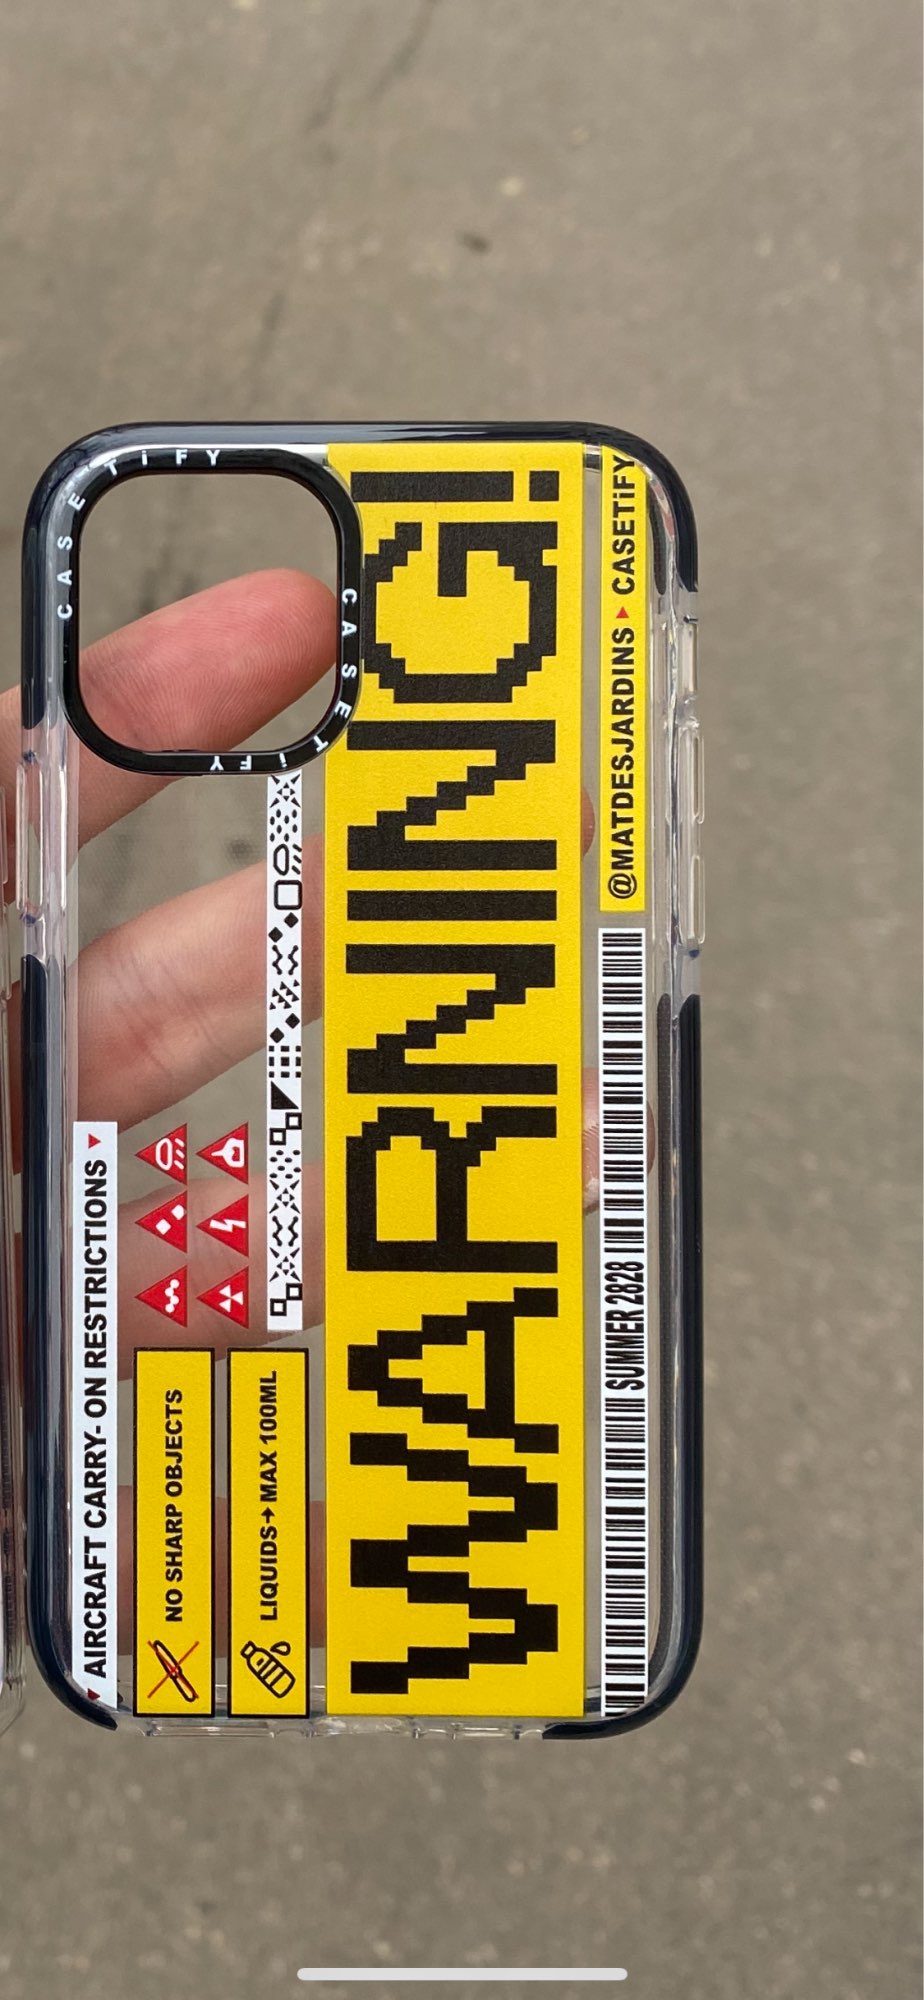 CASETiFY
CASETiFY
AIRCRAFT CARRY- ON RESTRICTIONS
NO SHARP OBJECTS
LIQUIDS→MAX 100ML
WARNING!
SUMMER 2828
@MATDESJARDINS ▸ CASETiFY